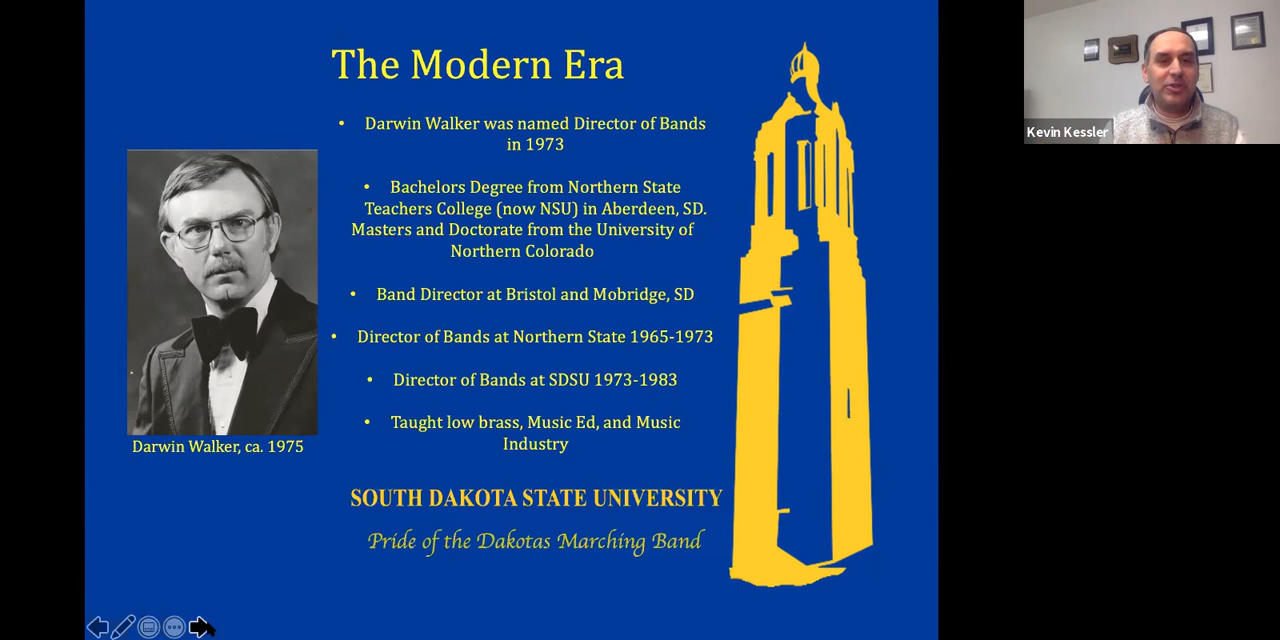 The Modern Era
• Darwin Walker was named Director of Bands
in 1973
• Bachelors Degree from Northern State
Teachers College (now NSU) in Aberdeen, SD.
Masters and Doctorate from the University of
Northern Colorado
• Band Director at Bristol and Mobridge, SD
• Director of Bands at Northern State 1965-1973
• Director of Bands at SDSU 1973-1983
• Taught low brass, Music Ed, and Music
Industry
Darwin Walker, ca. 1975
SOUTH DAKOTA STATE UNIVERSITY
Pride of the Dakotas Marching Band
Kevin Kessler